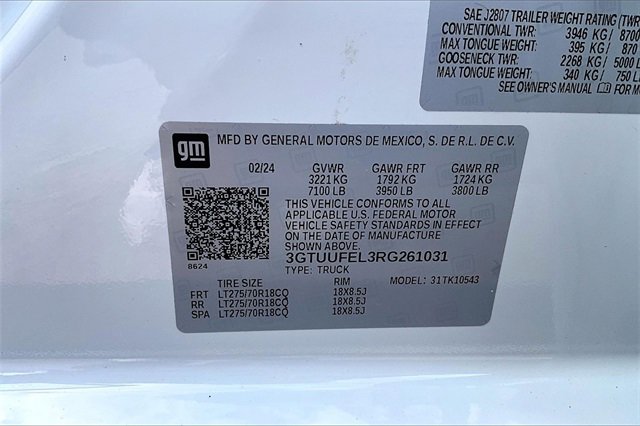 SAE J2807 TRAILER WEIGHT RATING (TWR
CONVENTIONAL TWR: 3946 KG / 8700
MAX TONGUE WEIGHT: 395 KG/ 870
GOOSENECK TWR: 2268 KG/ 5000 L
MAX TONGUE WEIGHT: 340 KG/ 750 L
SEE OWNER'S MANUAL FOR MO
gm
MFD BY GENERAL MOTORS DE MEXICO, S. DE R.L. DE C.V.
02/24 GVWR GAWR FRT GAWR RR
3221 KG 1792 KG 1724 KG
7100 LB 3950 LB 3800 LB
THIS VEHICLE CONFORMS TO ALL
APPLICABLE U.S. FEDERAL MOTOR
VEHICLE SAFETY STANDARDS IN EFFECT
ON THE DATE OF MANUFACTURE
SHOWN ABOVE.
3GTUUFEL3RG261031
8624
TYPE: TRUCK
TIRE SIZE RIM MODEL: 31TK10543
FRT LT275/70R18CQ 18X8.5J
RR LT275/70R18CQ 18X8.5J
SPA LT275/70R18CQ 18X8.5J